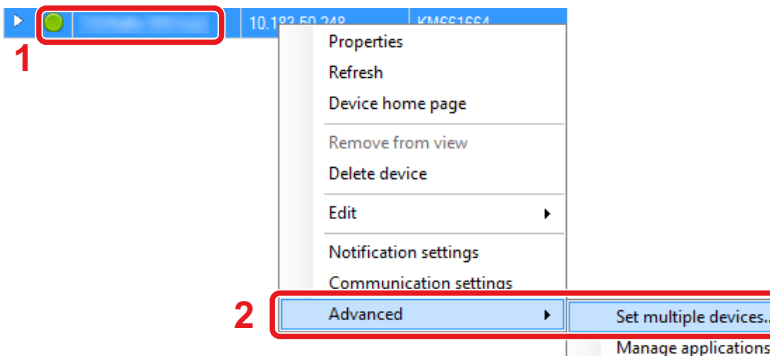 10.183.50.248 KM661664
1
Properties
Refresh
Device home page
Remove from view
Delete device
Edit
Notification settings
Communication settings
2
Advanced
Set multiple devices..
Manage applications